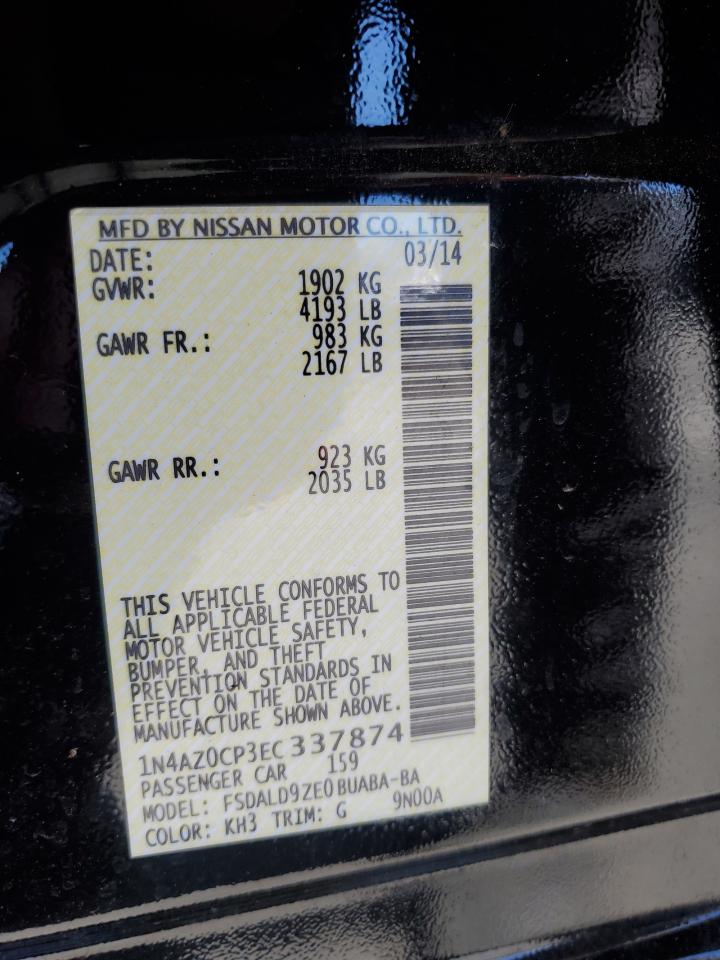 MFD BY NISSAN MOTOR CO., LTD.
DATE: 03/14
GVWR: 1902 KG
4193 LB
GAWR FR.: 983 KG
2167 LB
GAWR RR.: 923 KG
2035 LB
THIS VEHICLE CONFORMS TO
ALL APPLICABLE FEDERAL
MOTOR VEHICLE SAFETY,
BUMPER, AND THEFT
PREVENTION STANDARDS IN
EFFECT ON THE DATE OF
MANUFACTURE SHOWN ABOVE.
1N4AZ0CP3EC337874
PASSENGER CAR 159
MODEL: FSDALD9ZE0BUABA-BA
COLOR: KH3 TRIM: G 9N00A